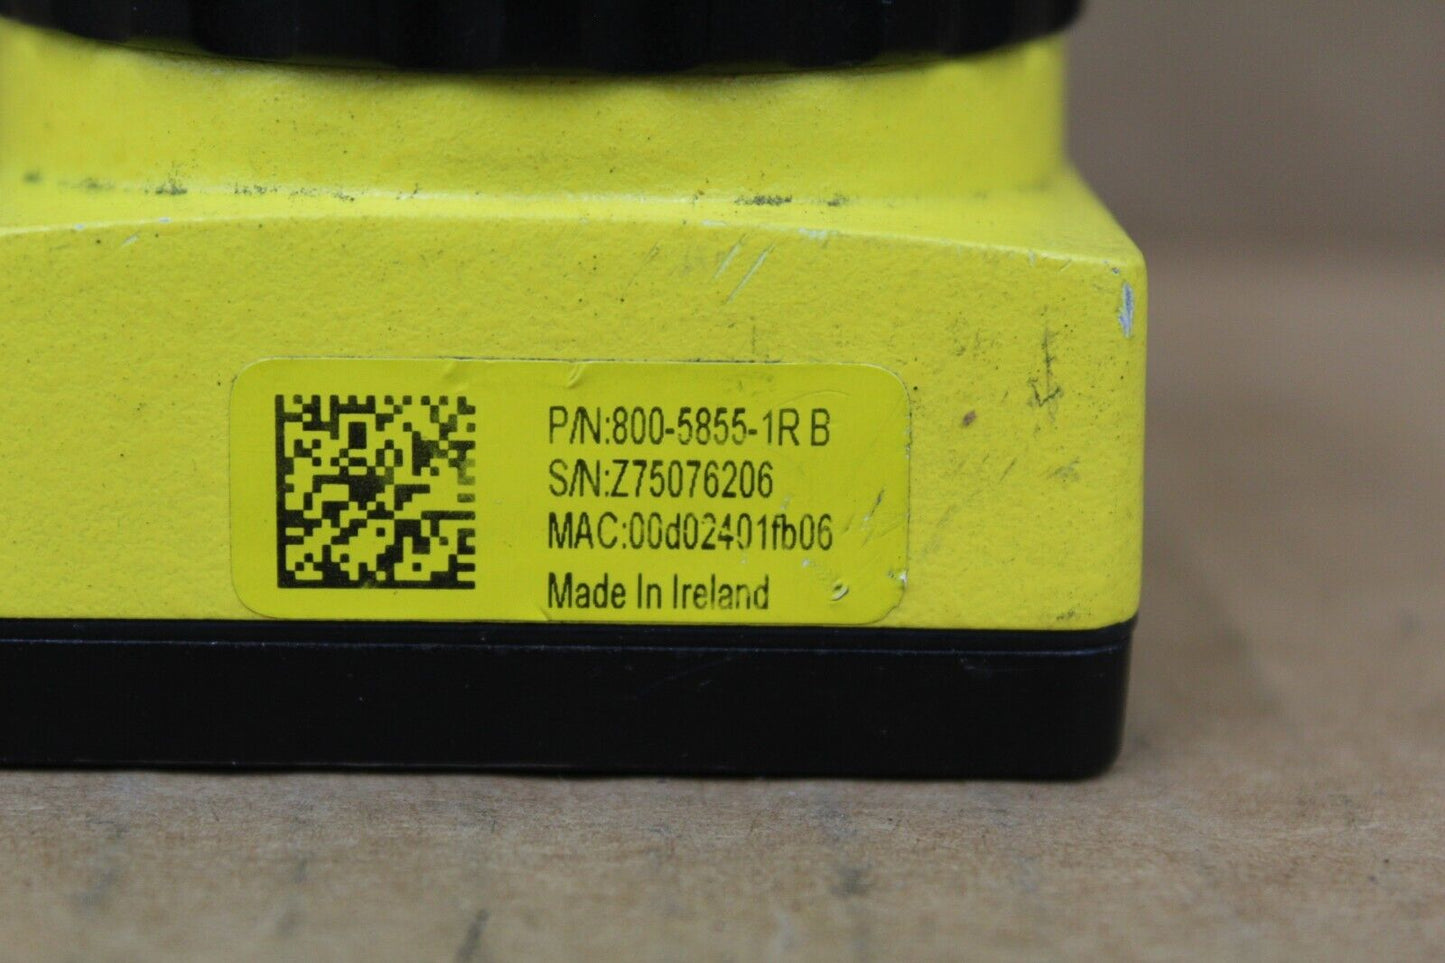 P/N:800-5855-1R B
S/N:Z75076206
MAC:00d02401fb06
Made In Ireland